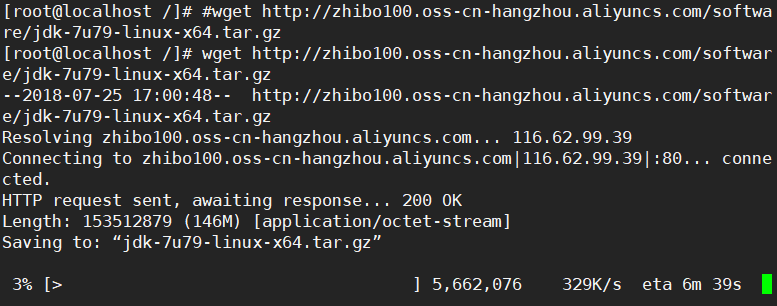 [root@localhost /]# #wget http://zhibo100.oss-cn-hangzhou.aliyuncs.com/softwa
re/jdk-7u79-linux-x64.tar.gz
[root@localhost /]# wget http://zhibo100.oss-cn-hangzhou.aliyuncs.com/softwar
e/jdk-7u79-linux-x64.tar.gz
--2018-07-25 17:00:48--  http://zhibo100.oss-cn-hangzhou.aliyuncs.com/softwar
e/jdk-7u79-linux-x64.tar.gz
Resolving zhibo100.oss-cn-hangzhou.aliyuncs.com... 116.62.99.39
Connecting to zhibo100.oss-cn-hangzhou.aliyuncs.com|116.62.99.39|:80... conne
cted.
HTTP request sent, awaiting response... 200 OK
Length: 153512879 (146M) [application/octet-stream]
Saving to: “jdk-7u79-linux-x64.tar.gz”
 3% [>                                     ] 5,662,076    329K/s  eta 6m 39s